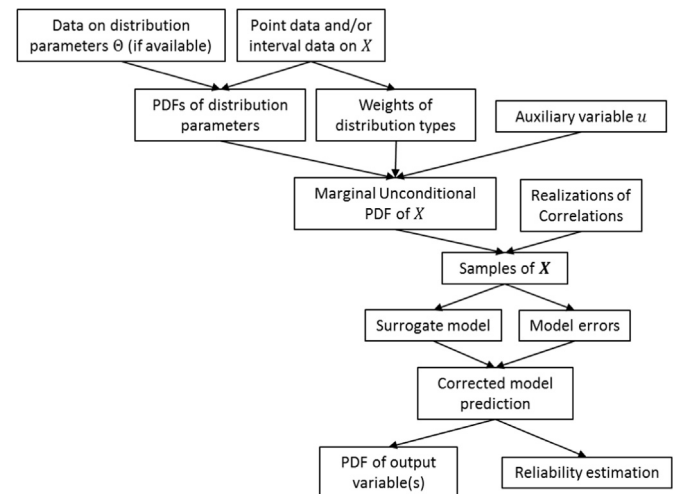 Data on distribution
parameters Θ (if available)
Point data and/or
interval data on X
PDFs of distribution
parameters
Weights of
distribution types
Auxiliary variable u
Marginal Unconditional
PDF of X
Realizations of
Correlations
Samples of X
Surrogate model
Model errors
Corrected model
prediction
PDF of output
variable(s)
Reliability estimation